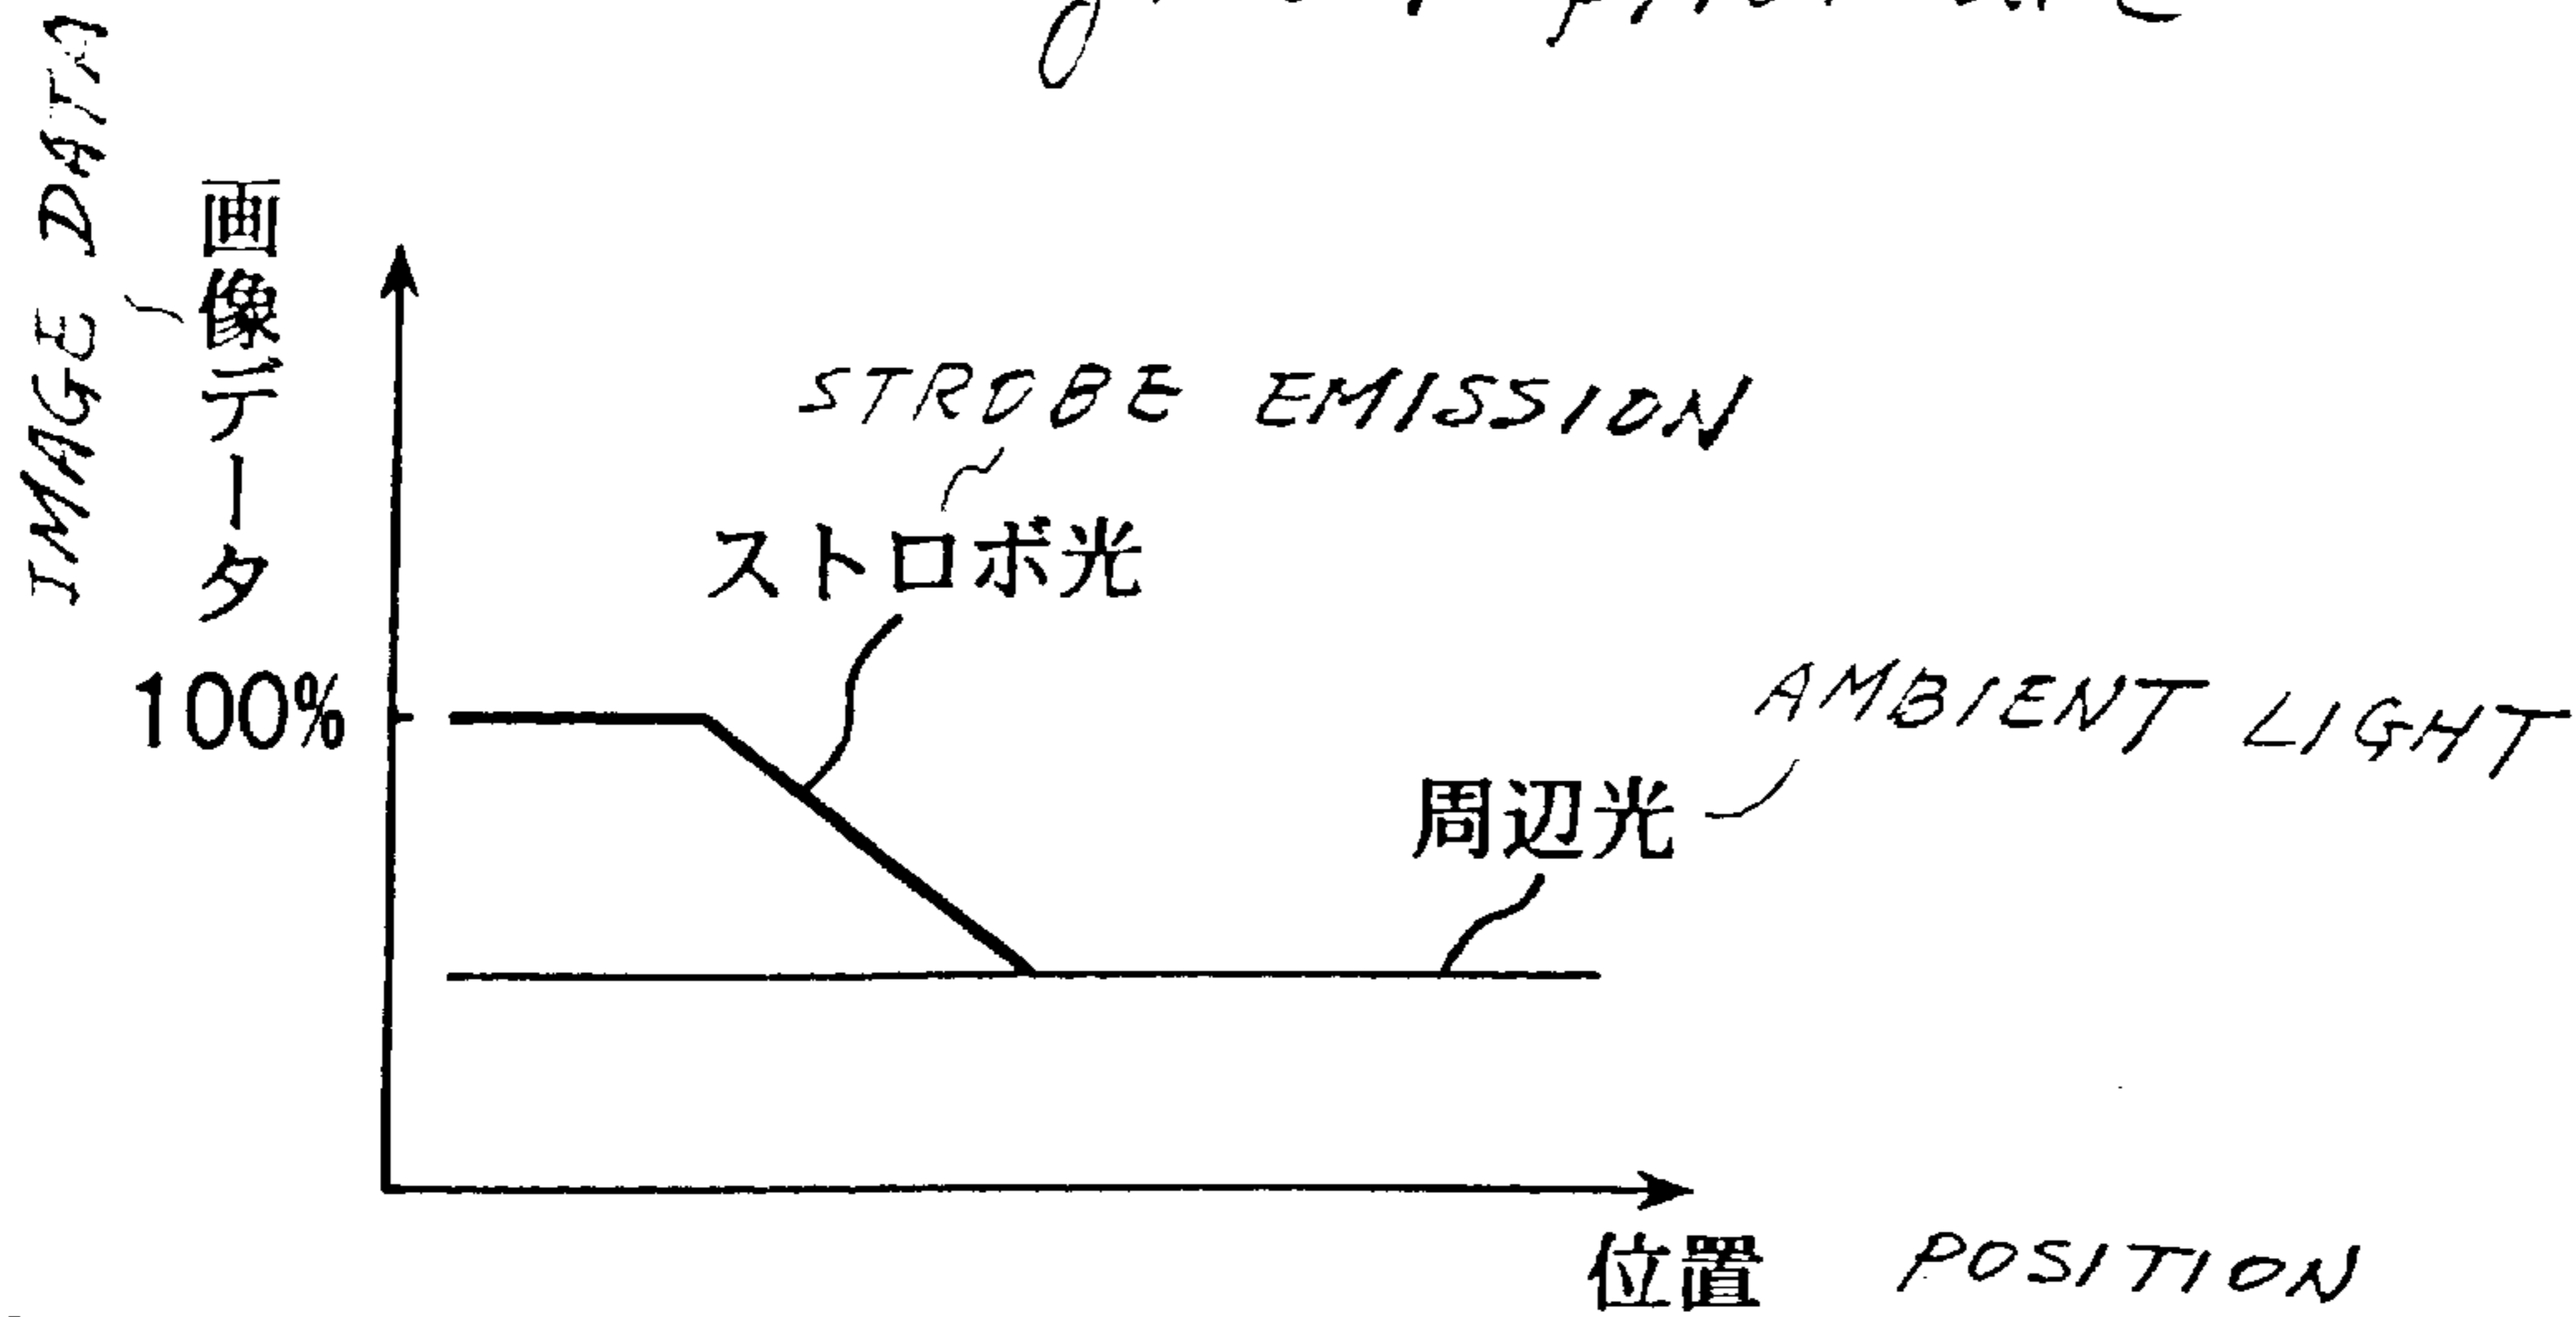 IMAGE DATA
画像データ
STROBE EMISSION
ストロボ光
100%
AMBIENT LIGHT
周辺光
位置 POSITION